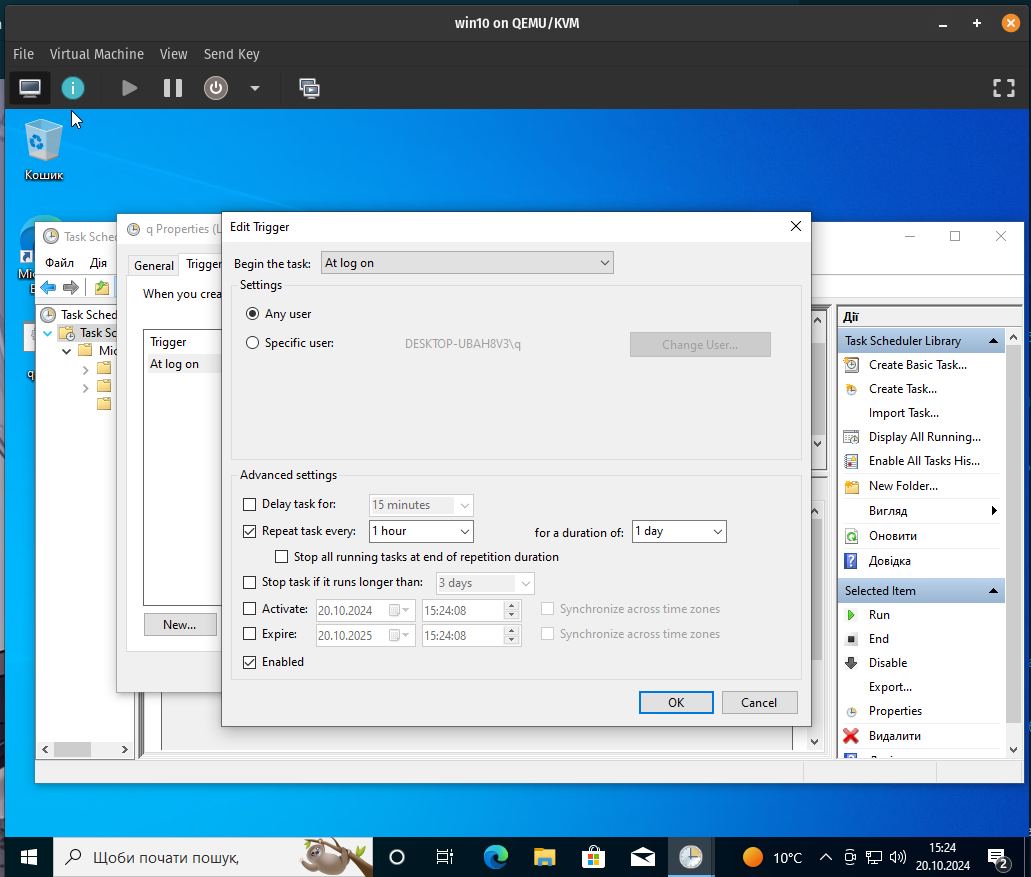 win10 on QEMU/KVM
File Virtual Machine View Send Key
Кошик
Task Sched
Файл Дія
Task Sched
Task Sc
Mic
q Properties (L
General Trigger
When you crea
Trigger
At log on
New...
Edit Trigger
Begin the task: At log on
Settings
Any user
Specific user: DESKTOP-UBAH8V3\q Change User...
Advanced settings
Delay task for: 15 minutes
Repeat task every: 1 hour for a duration of: 1 day
Stop all running tasks at end of repetition duration
Stop task if it runs longer than: 3 days
Activate: 20.10.2024 15:24:08 Synchronize across time zones
Expire: 20.10.2025 15:24:08 Synchronize across time zones
Enabled
OK Cancel
Дії
Task Scheduler Library
Create Basic Task...
Create Task...
Import Task...
Display All Running...
Enable All Tasks His...
New Folder...
Вигляд
Оновити
Довідка
Selected Item
Run
End
Disable
Export...
Properties
Видалити
Щоби почати пошук,
10°C
15:24
20.10.2024
2